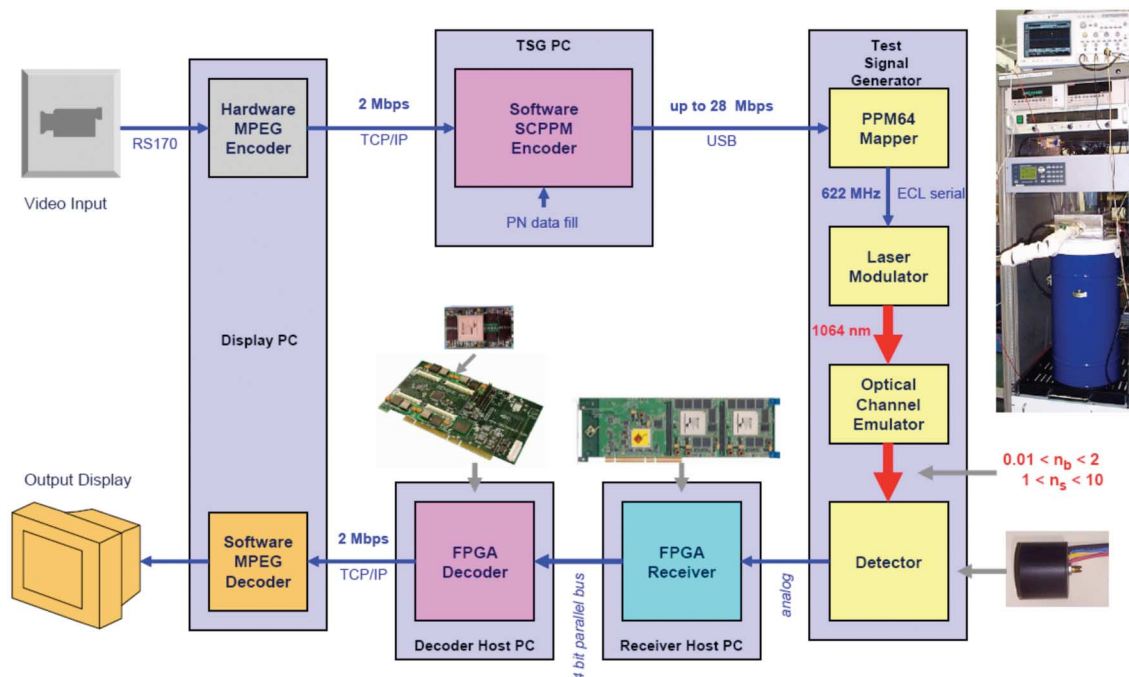 TSG PC
Test
Signal
Generator
Hardware
MPEG
Encoder
2 Mbps
TCP/IP
Software
SCPPM
Encoder
up to 28 Mbps
USB
PPM64
Mapper
RS170
Video Input
PN data fill
622 MHz
ECL serial
Laser
Modulator
1064 nm
Display PC
Optical
Channel
Emulator
0.01 < n_b < 2
1 < n_s < 10
Output Display
Software
MPEG
Decoder
2 Mbps
TCP/IP
FPGA
Decoder
FPGA
Receiver
Detector
analog
4 bit parallel bus
Decoder Host PC
Receiver Host PC